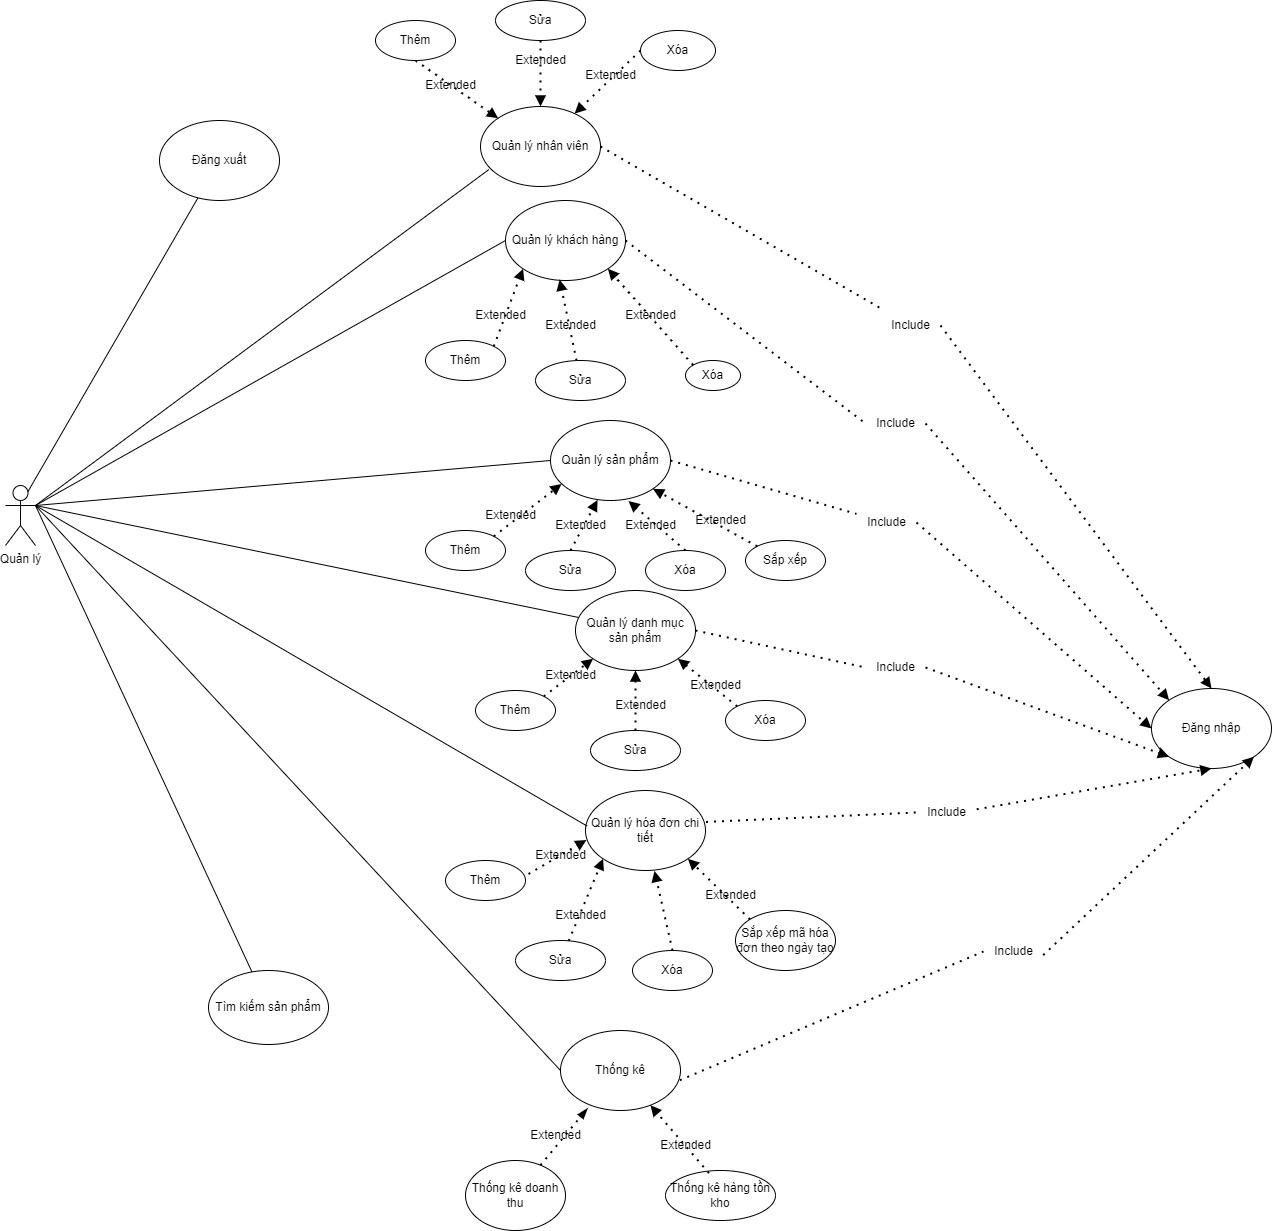 Sửa
Thêm
Xóa
Extended
Extended
Extended
Quản lý nhân viên
Đăng xuất
Quản lý khách hàng
Extended
Extended
Extended
Include
Thêm
Sửa
Xóa
Include
Quản lý sản phẩm
Extended
Extended
Extended
Extended
Include
Thêm
Sửa
Xóa
Sắp xếp
Quản lý
Quản lý danh mục
sản phẩm
Include
Extended
Extended
Extended
Thêm
Sửa
Xóa
Đăng nhập
Quản lý hóa đơn chi
tiết
Include
Extended
Extended
Extended
Thêm
Sửa
Xóa
Sắp xếp mã hóa
đơn theo ngày tạo
Include
Tìm kiếm sản phẩm
Thống kê
Extended
Extended
Thống kê doanh
thu
Thống kê hàng tồn
kho